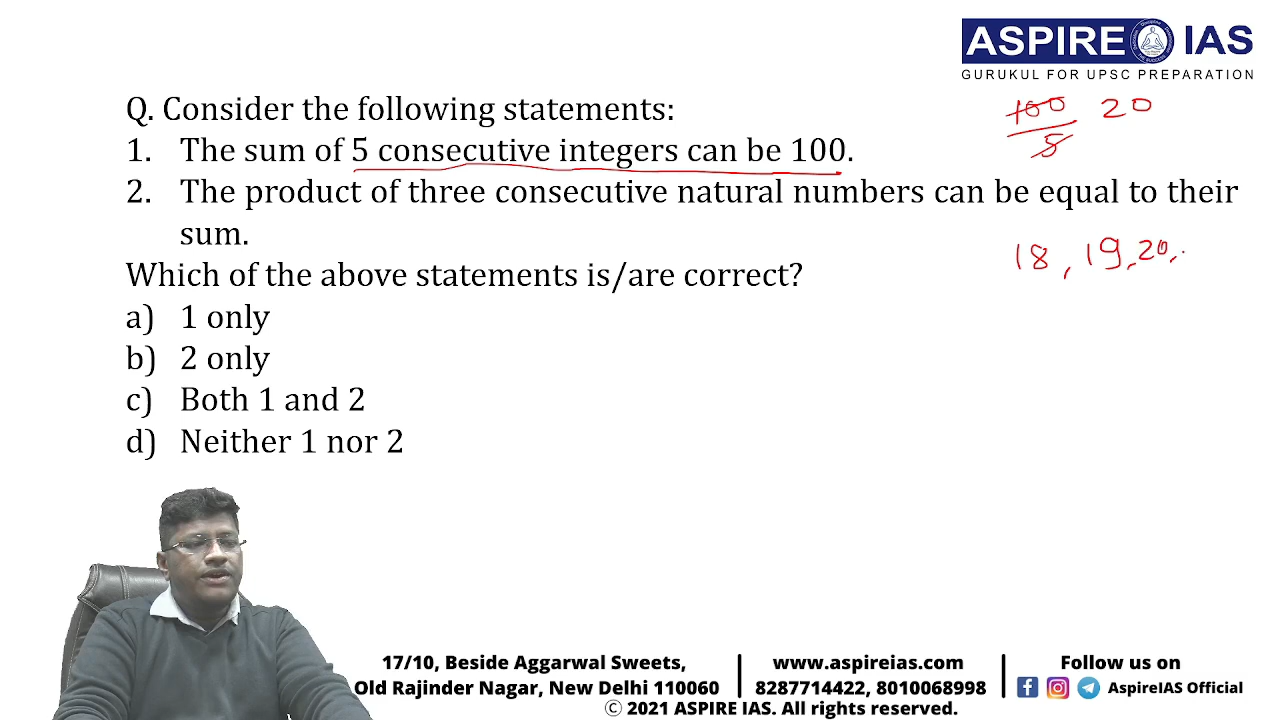 ASPIRE IAS
GURUKUL FOR UPSC PREPARATION
Q. Consider the following statements:
1. The sum of 5 consecutive integers can be 100.
2. The product of three consecutive natural numbers can be equal to their
sum.
Which of the above statements is/are correct?
a) 1 only
b) 2 only
c) Both 1 and 2
d) Neither 1 nor 2
100 20
5
18, 19, 20,
17/10, Beside Aggarwal Sweets,
Old Rajinder Nagar, New Delhi 110060
www.aspireias.com
8287714422, 8010068998
Follow us on
AspireIAS Official
© 2021 ASPIRE IAS. All rights reserved.